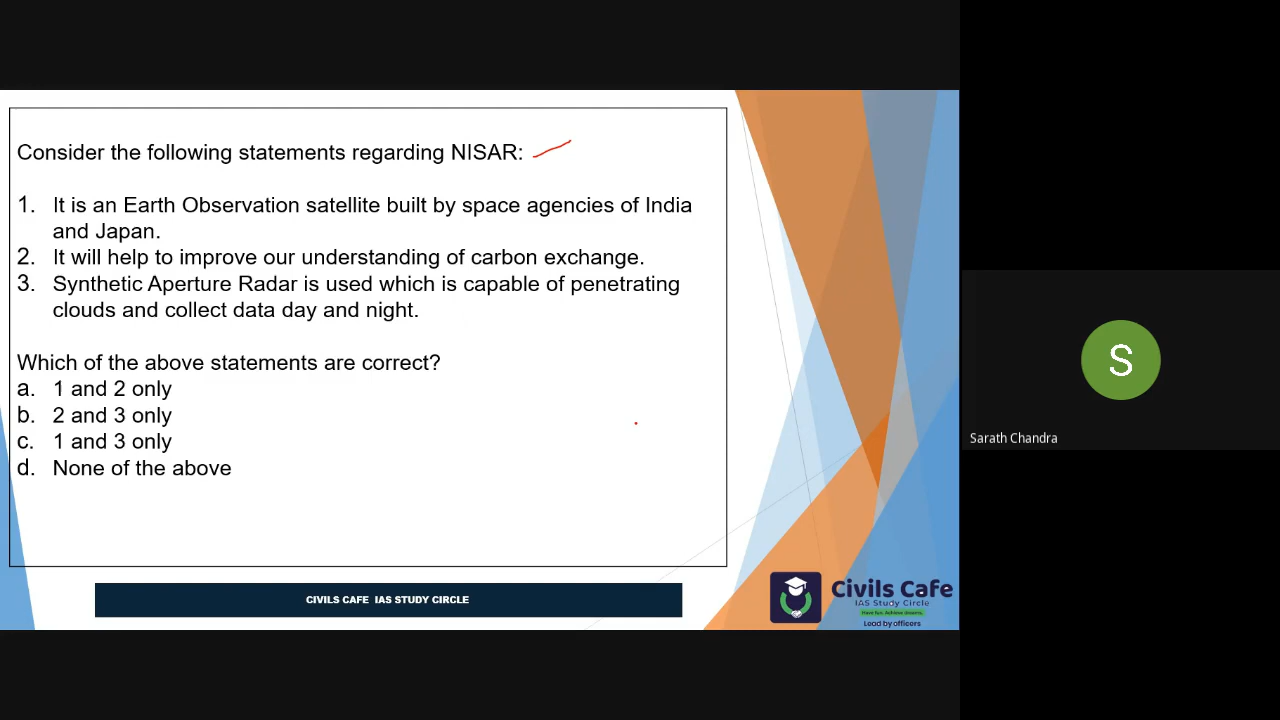 Consider the following statements regarding NISAR:
1. It is an Earth Observation satellite built by space agencies of India
and Japan.
2. It will help to improve our understanding of carbon exchange.
3. Synthetic Aperture Radar is used which is capable of penetrating
clouds and collect data day and night.
Which of the above statements are correct?
a. 1 and 2 only
b. 2 and 3 only
c. 1 and 3 only
d. None of the above
CIVILS CAFE IAS STUDY CIRCLE
Civils Cafe
IAS Study Circle
Have fun. Achieve dreams.
Lead by officers
S
Sarath Chandra